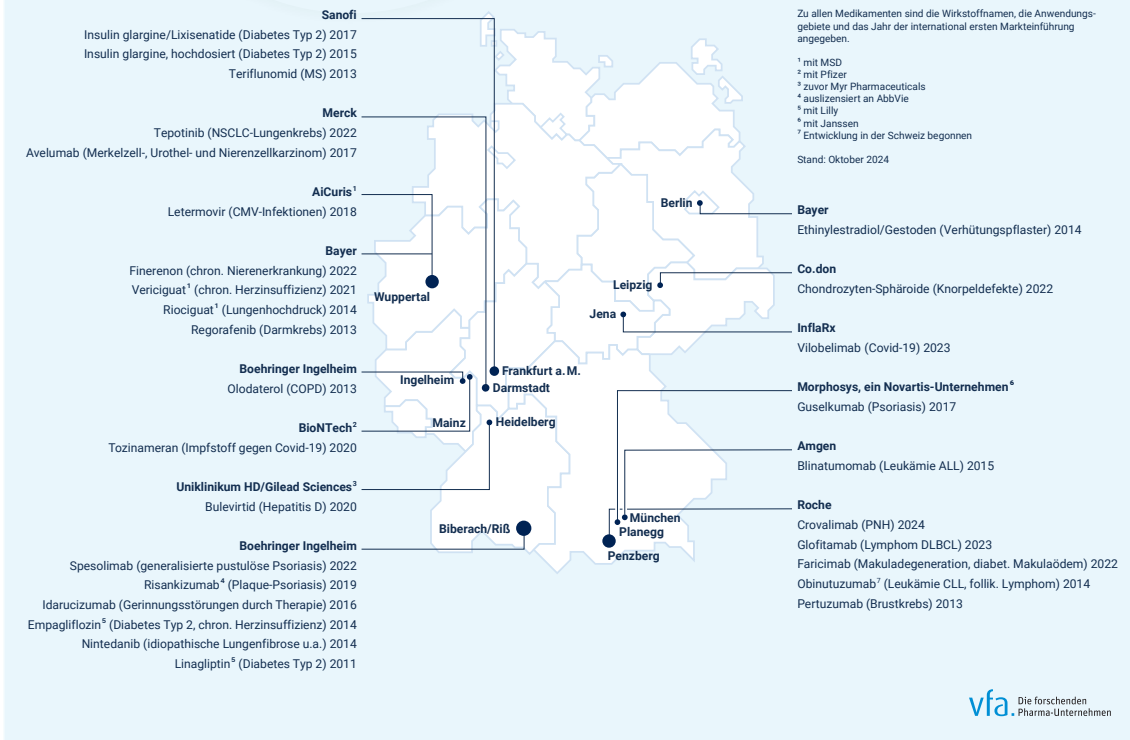 Sanofi
Insulin glargine/Lixisenatide (Diabetes Typ 2) 2017
Insulin glargine, hochdosiert (Diabetes Typ 2) 2015
Teriflunomid (MS) 2013
Merck
Tepotinib (NSCLC-Lungenkrebs) 2022
Avelumab (Merkelzell-, Urothel- und Nierenzellkarzinom) 2017
AiCuris¹
Letermovir (CMV-Infektionen) 2018
Bayer
Finerenon (chron. Nierenerkrankung) 2022
Vericiguat¹ (chron. Herzinsuffizienz) 2021
Riociguat¹ (Lungenhochdruck) 2014
Regorafenib (Darmkrebs) 2013
Boehringer Ingelheim
Olodaterol (COPD) 2013
BioNTech²
Tozinameran (Impfstoff gegen Covid-19) 2020
Uniklinikum HD/Gilead Sciences³
Bulevirtid (Hepatitis D) 2020
Boehringer Ingelheim
Spesolimab (generalisierte pustulöse Psoriasis) 2022
Risankizumab⁴ (Plaque-Psoriasis) 2019
Idarucizumab (Gerinnungsstörungen durch Therapie) 2016
Empagliflozin⁵ (Diabetes Typ 2, chron. Herzinsuffizienz) 2014
Nintedanib (idiopathische Lungenfibrose u.a.) 2014
Linagliptin⁵ (Diabetes Typ 2) 2011
Wuppertal
Ingelheim
Mainz
Frankfurt a. M.
Darmstadt
Heidelberg
Biberach/Riß
Berlin
Leipzig
Jena
München
Planegg
Penzberg
Zu allen Medikamenten sind die Wirkstoffnamen, die Anwendungs-
gebiete und das Jahr der international ersten Markteinführung
angegeben.
¹ mit MSD
² mit Pfizer
³ zuvor Myr Pharmaceuticals
⁴ auslizensiert an AbbVie
⁵ mit Lilly
⁶ mit Janssen
⁷ Entwicklung in der Schweiz begonnen
Stand: Oktober 2024
Bayer
Ethinylestradiol/Gestoden (Verhütungspflaster) 2014
Co.don
Chondrozyten-Sphäroide (Knorpeldefekte) 2022
InflaRx
Vilobelimab (Covid-19) 2023
Morphosys, ein Novartis-Unternehmen⁶
Guselkumab (Psoriasis) 2017
Amgen
Blinatumomab (Leukämie ALL) 2015
Roche
Crovalimab (PNH) 2024
Glofitamab (Lymphom DLBCL) 2023
Faricimab (Makuladegeneration, diabet. Makulaödem) 2022
Obinutuzumab⁷ (Leukämie CLL, follik. Lymphom) 2014
Pertuzumab (Brustkrebs) 2013
vfa. Die forschenden
Pharma-Unternehmen